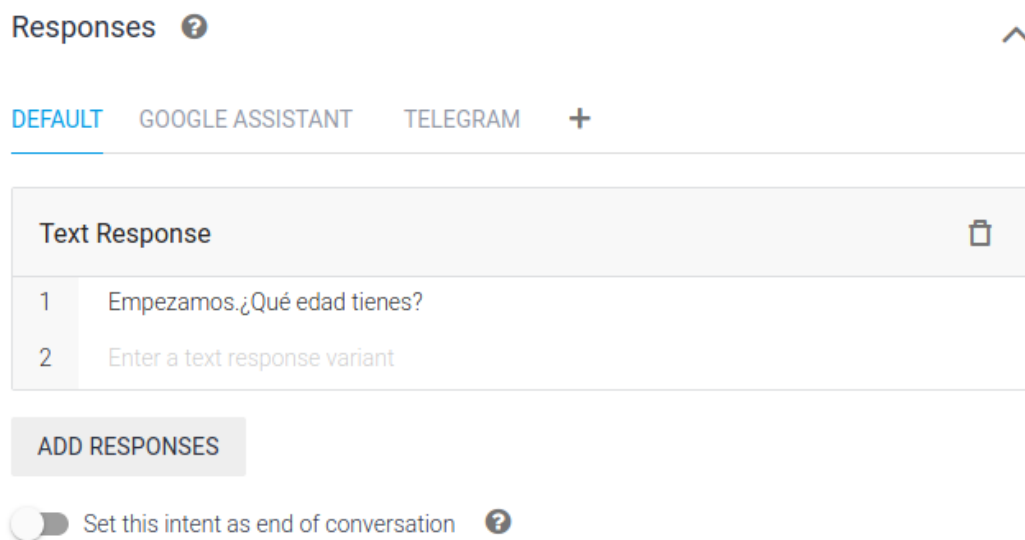 Responses ?
DEFAULT GOOGLE ASSISTANT TELEGRAM +
Text Response
1 Empezamos.¿Qué edad tienes?
2 Enter a text response variant
ADD RESPONSES
Set this intent as end of conversation ?